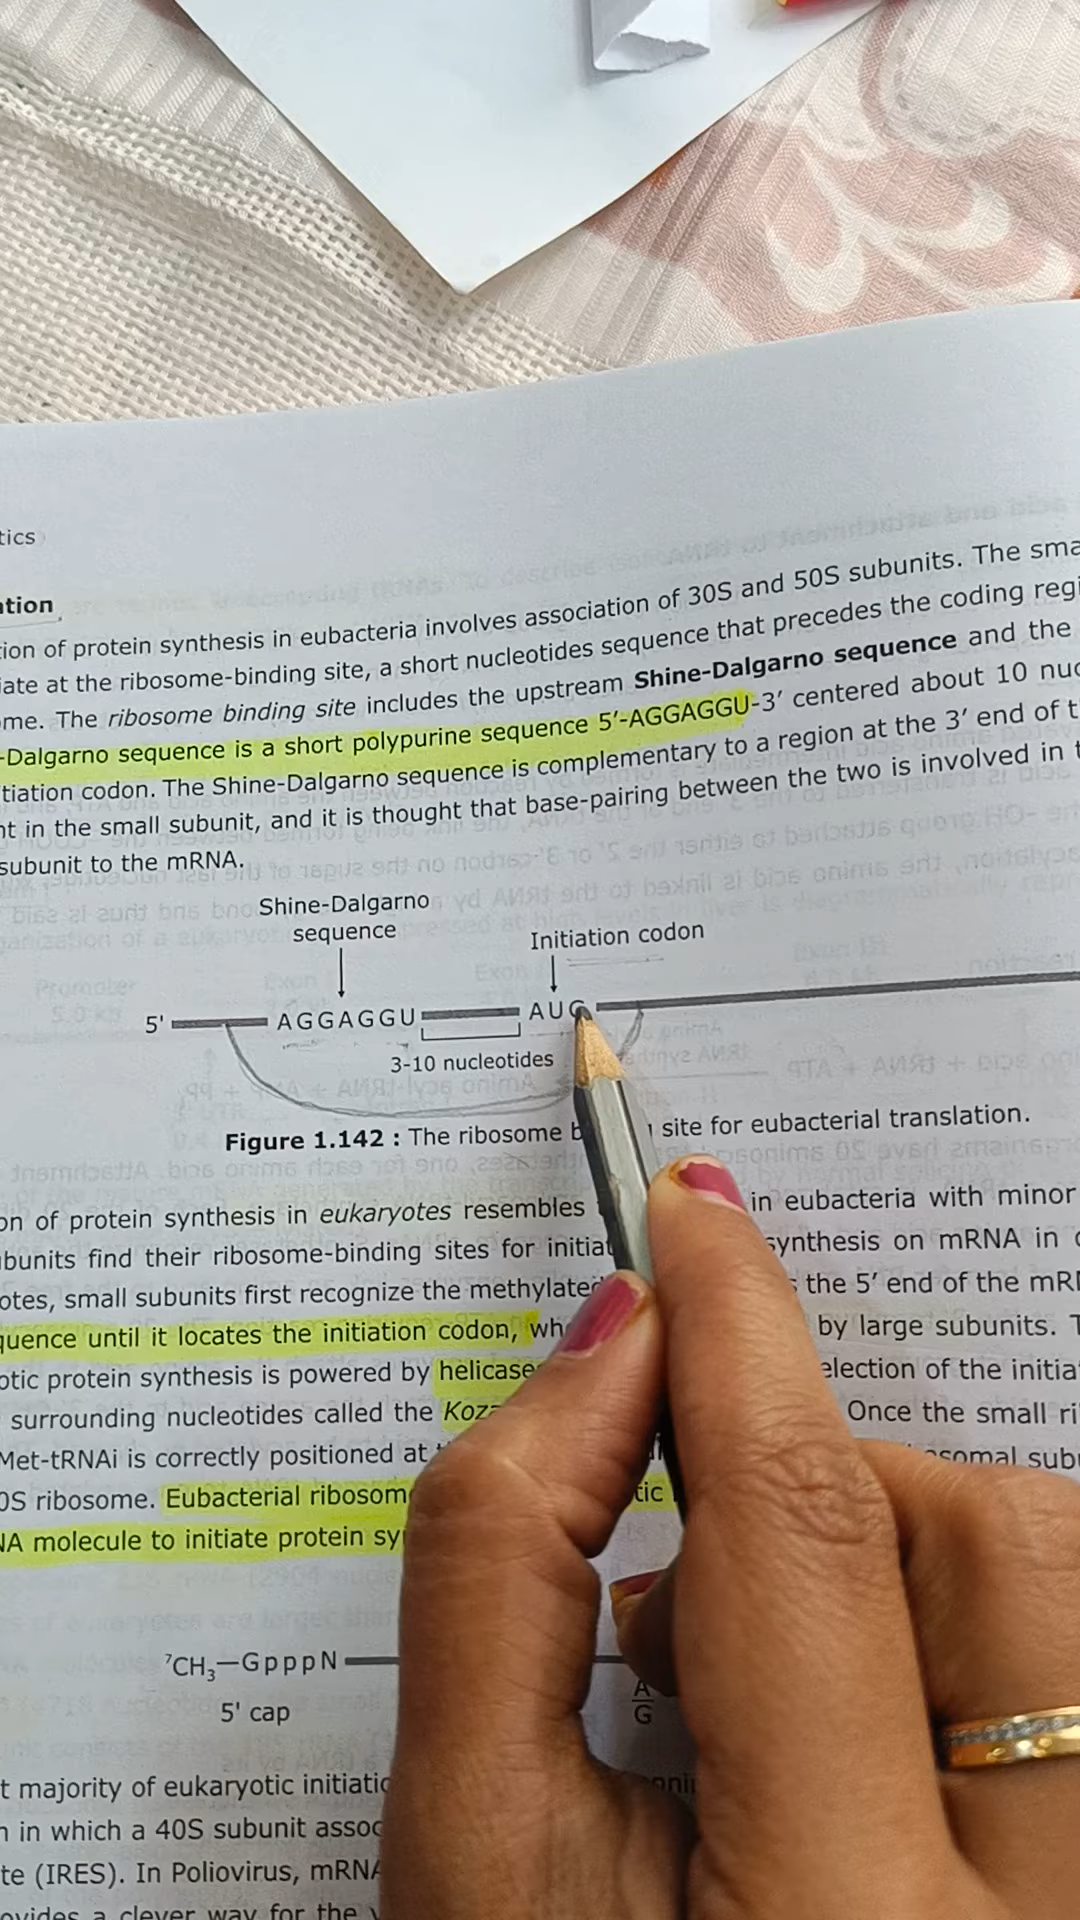 tics
ation
tion of protein synthesis in eubacteria involves association of 30S and 50S subunits. The sma
iate at the ribosome-binding site, a short nucleotides sequence that precedes the coding regi
ome. The ribosome binding site includes the upstream Shine-Dalgarno sequence and the
-Dalgarno sequence is a short polypurine sequence 5′-AGGAGGU-3′ centered about 10 nuc
tiation codon. The Shine-Dalgarno sequence is complementary to a region at the 3′ end of t
nt in the small subunit, and it is thought that base-pairing between the two is involved in t
subunit to the mRNA.
Shine-Dalgarno
sequence
Initiation codon
5' AGGAGGU AUG
3-10 nucleotides
Figure 1.142 : The ribosome b site for eubacterial translation.
on of protein synthesis in eukaryotes resembles in eubacteria with minor
ubunits find their ribosome-binding sites for initiat synthesis on mRNA in
otes, small subunits first recognize the methylated the 5′ end of the mR
quence until it locates the initiation codon, wh by large subunits. T
otic protein synthesis is powered by helicase election of the initia
surrounding nucleotides called the Koz Once the small ri
Met-tRNAi is correctly positioned at somal sub
0S ribosome. Eubacterial ribosom tic
NA molecule to initiate protein sy
⁷CH₃—GpppN
A
G
5' cap
t majority of eukaryotic initiatio nni
n in which a 40S subunit assoc
te (IRES). In Poliovirus, mRNA
ovides a clever way for the